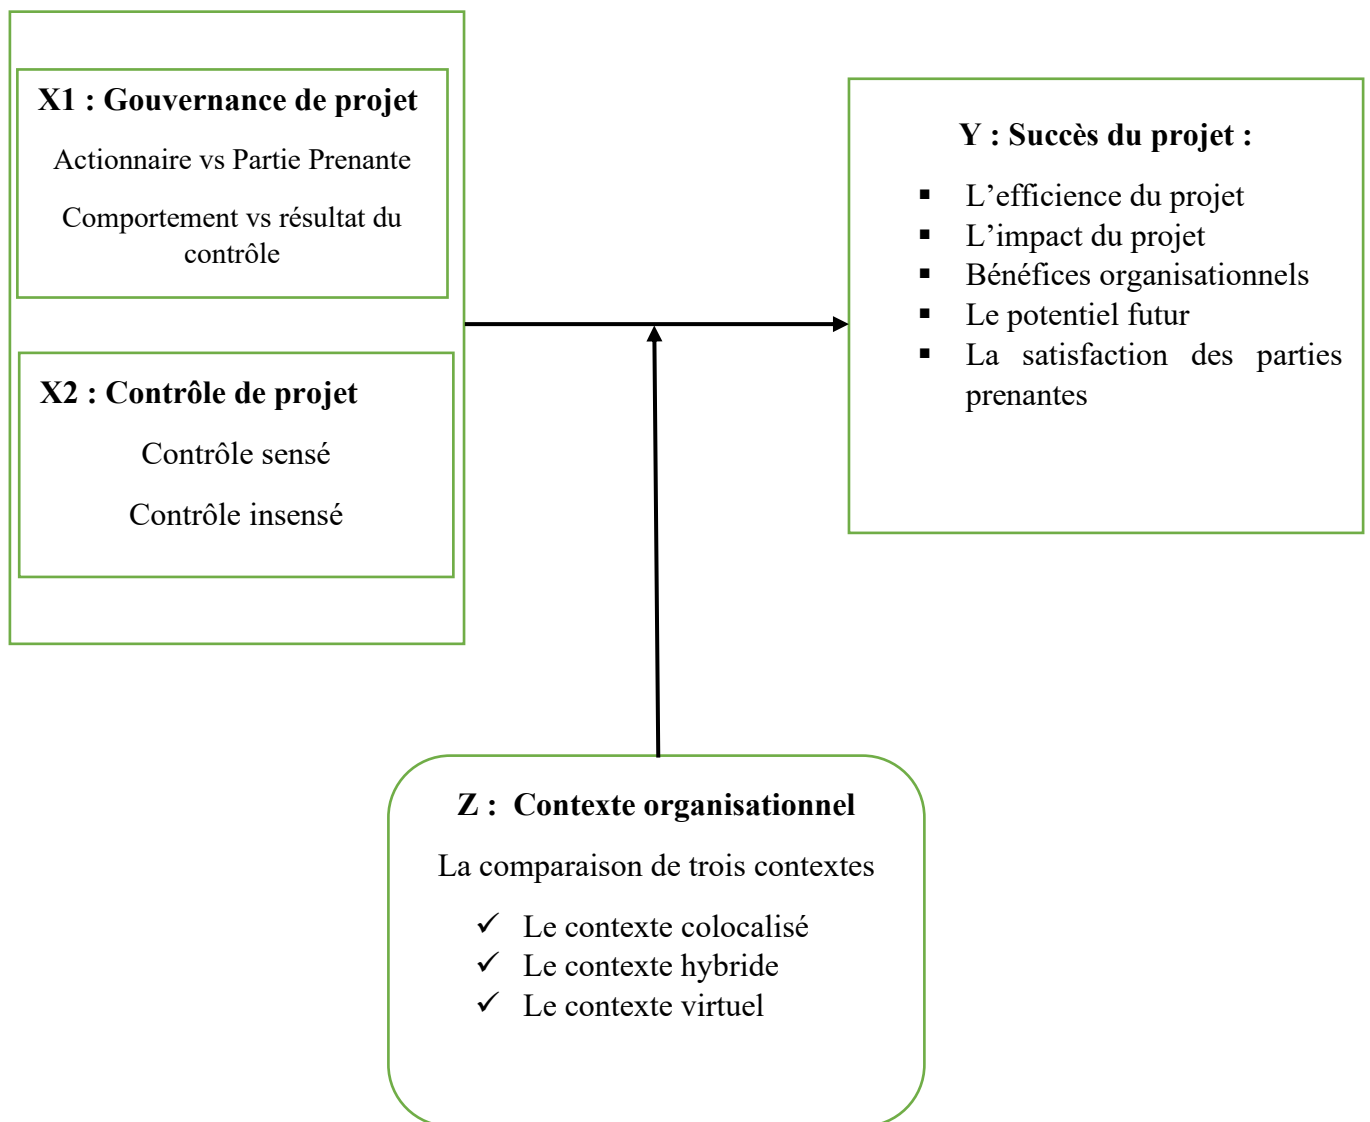 X1 : Gouvernance de projet
Actionnaire vs Partie Prenante
Comportement vs résultat du
contrôle
X2 : Contrôle de projet
Contrôle sensé
Contrôle insensé
Y : Succès du projet :
▪ L’efficience du projet
▪ L’impact du projet
▪ Bénéfices organisationnels
▪ Le potentiel futur
▪ La satisfaction des parties
prenantes
Z : Contexte organisationnel
La comparaison de trois contextes
✓ Le contexte colocalisé
✓ Le contexte hybride
✓ Le contexte virtuel